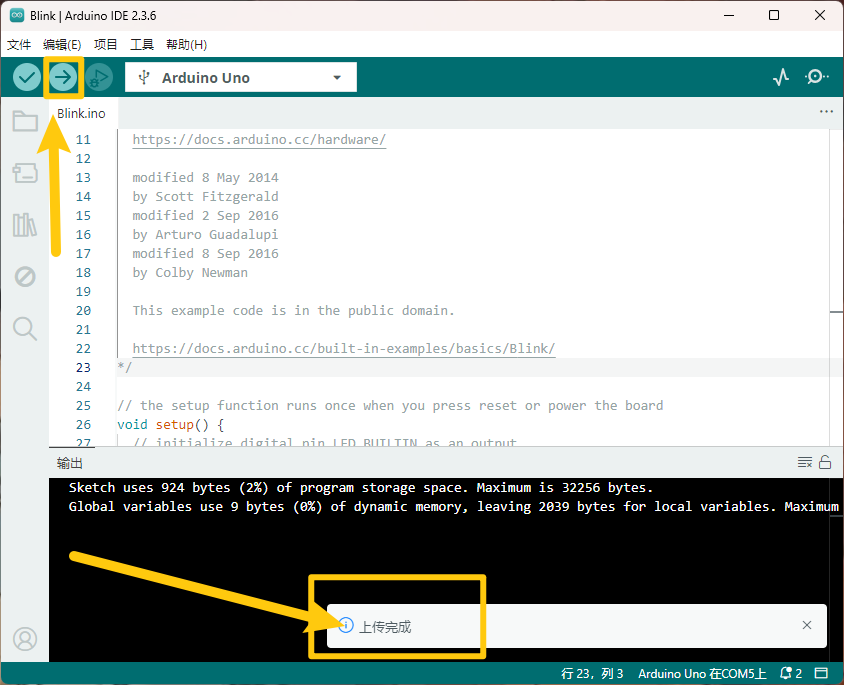 Blink | Arduino IDE 2.3.6
文件 编辑(E) 项目 工具 帮助(H)
Arduino Uno
Blink.ino
11 https://docs.arduino.cc/hardware/
12
13 modified 8 May 2014
14 by Scott Fitzgerald
15 modified 2 Sep 2016
16 by Arturo Guadalupi
17 modified 8 Sep 2016
18 by Colby Newman
19
20 This example code is in the public domain.
21
22 https://docs.arduino.cc/built-in-examples/basics/Blink/
23 */
24
25 // the setup function runs once when you press reset or power the board
26 void setup() {
27 // initialize digital pin LED_BUILTIN as an output
输出
Sketch uses 924 bytes (2%) of program storage space. Maximum is 32256 bytes.
Global variables use 9 bytes (0%) of dynamic memory, leaving 2039 bytes for local variables. Maximum
上传完成
行 23，列 3 Arduino Uno 在COM5上 2